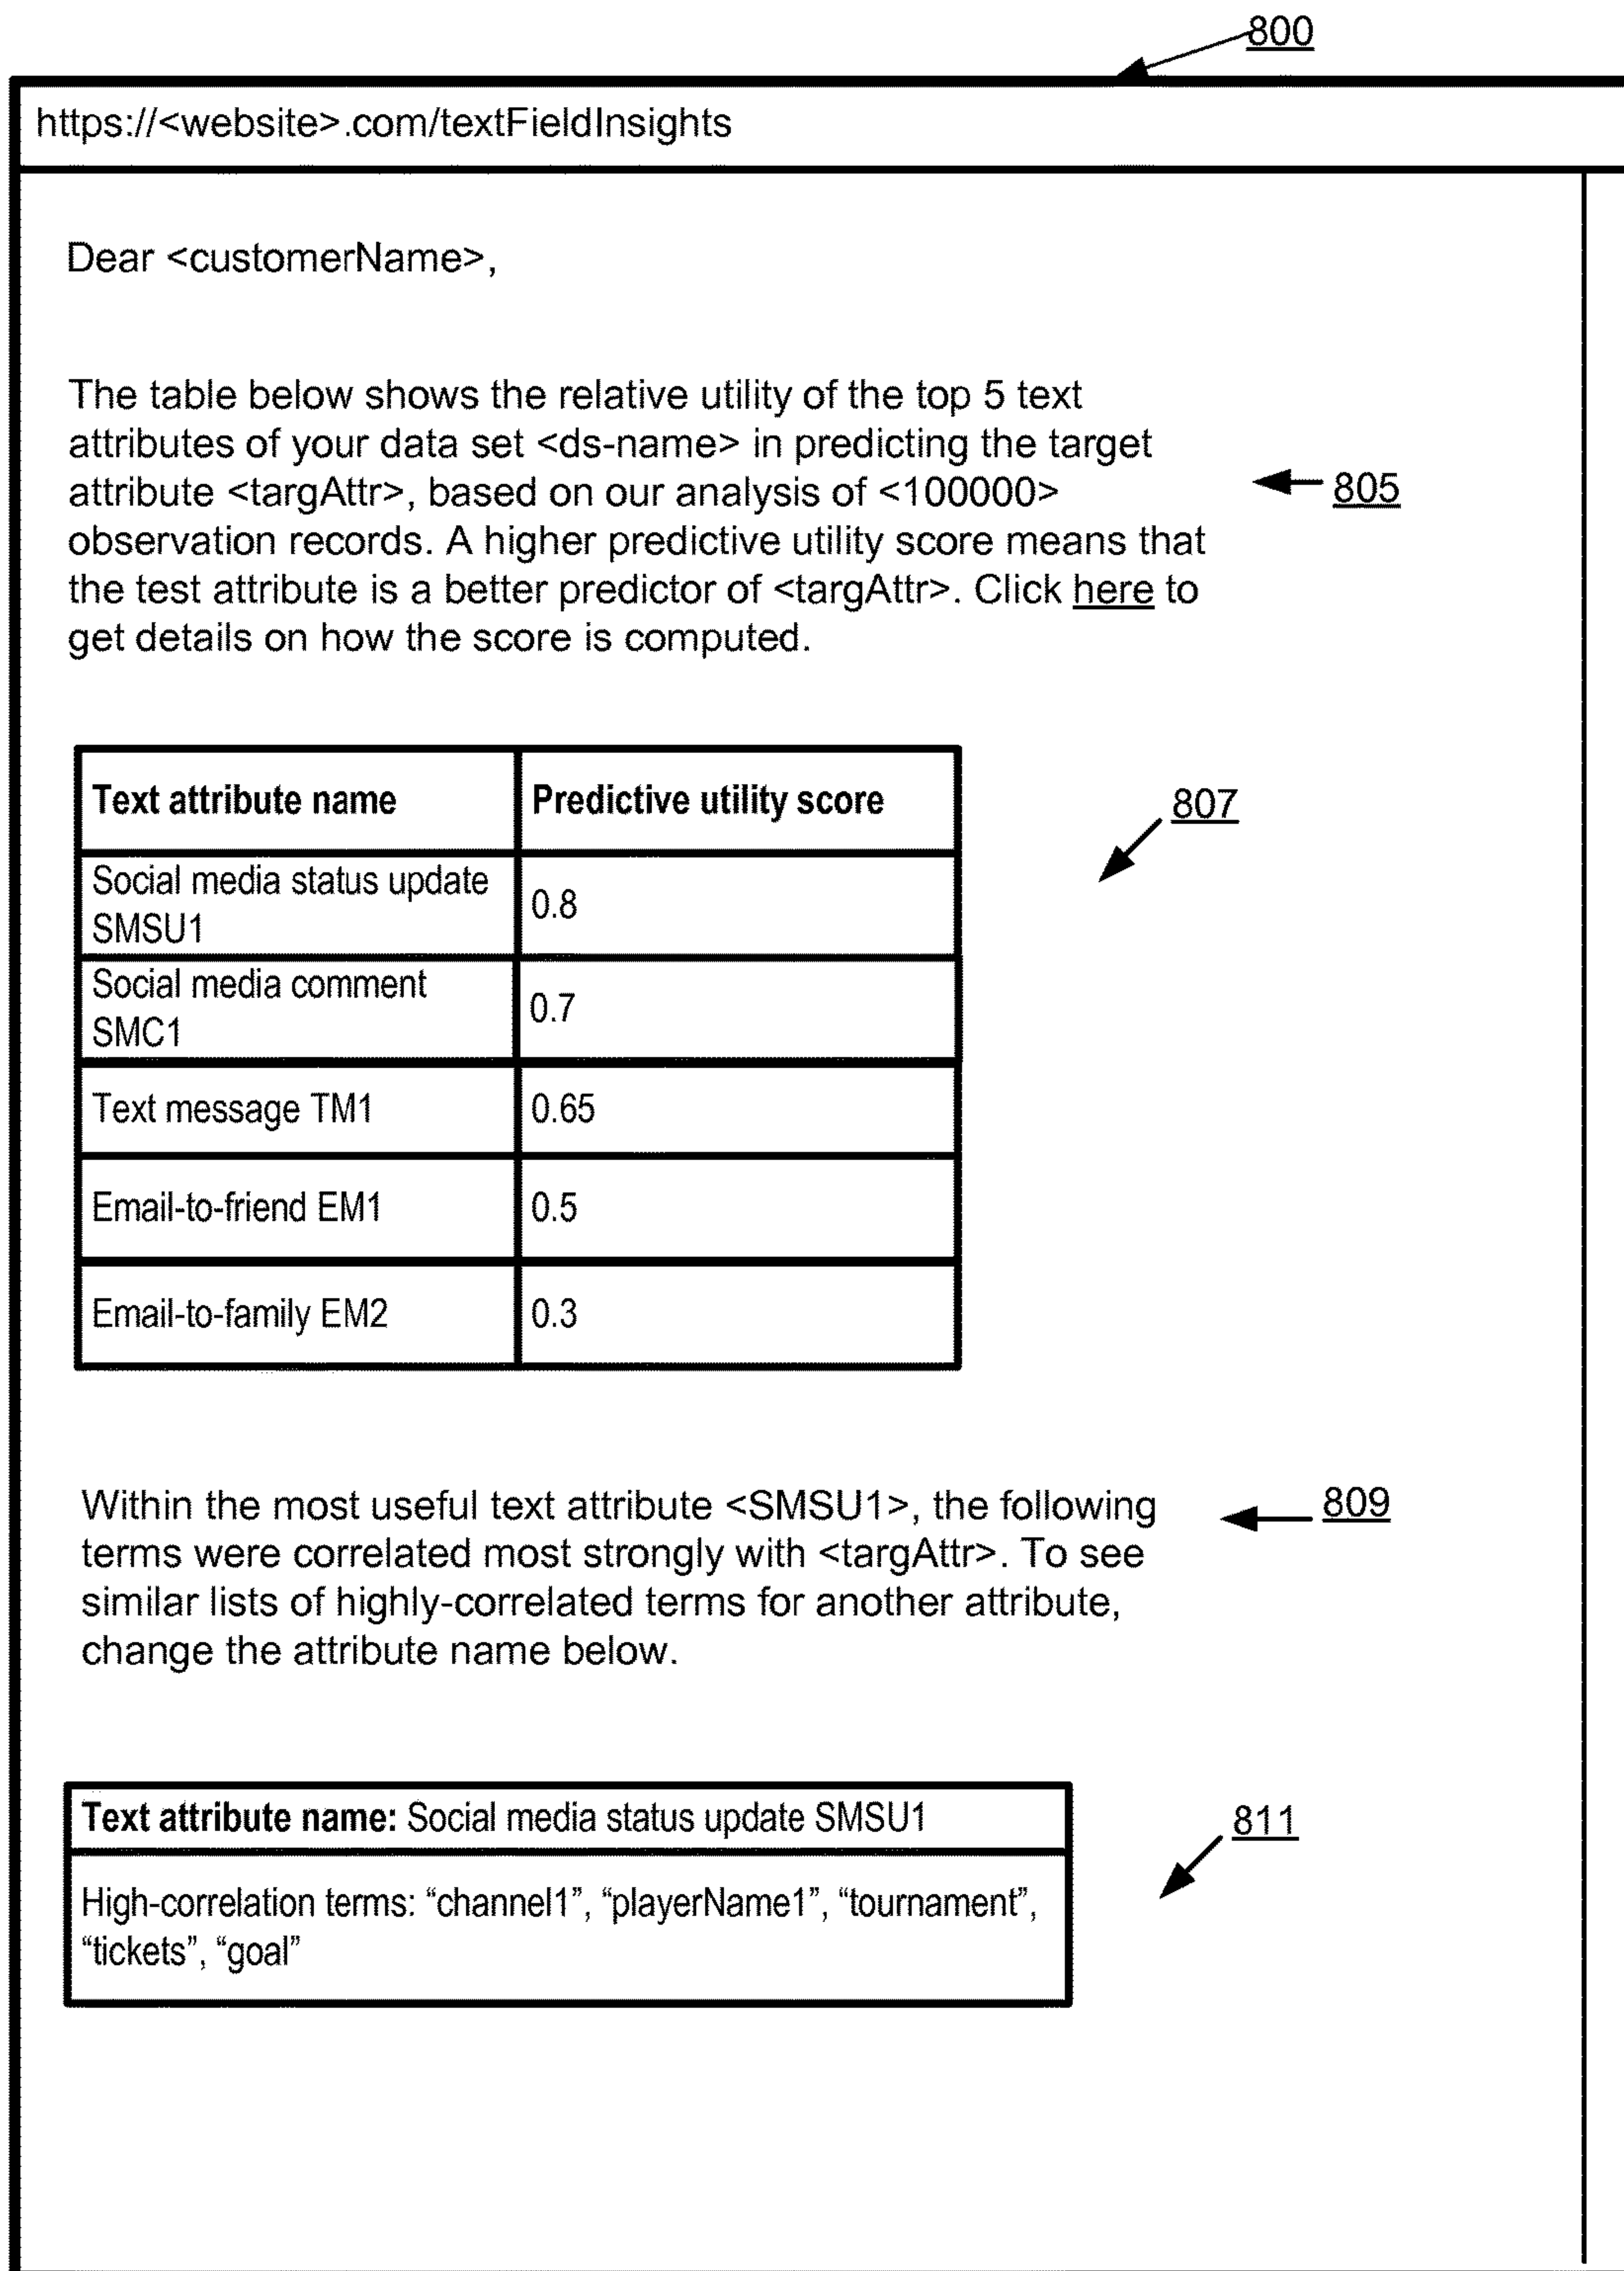 800
https://<website>.com/textFieldInsights
Dear <customerName>,
The table below shows the relative utility of the top 5 text
attributes of your data set <ds-name> in predicting the target
attribute <targAttr>, based on our analysis of <100000>
observation records. A higher predictive utility score means that
the test attribute is a better predictor of <targAttr>. Click here to
get details on how the score is computed.
805
Text attribute name
Predictive utility score
807
Social media status update
SMSU1
0.8
Social media comment
SMC1
0.7
Text message TM1
0.65
Email-to-friend EM1
0.5
Email-to-family EM2
0.3
Within the most useful text attribute <SMSU1>, the following
terms were correlated most strongly with <targAttr>. To see
similar lists of highly-correlated terms for another attribute,
change the attribute name below.
809
Text attribute name: Social media status update SMSU1
High-correlation terms: “channel1”, “playerName1”, “tournament”,
“tickets”, “goal”
811